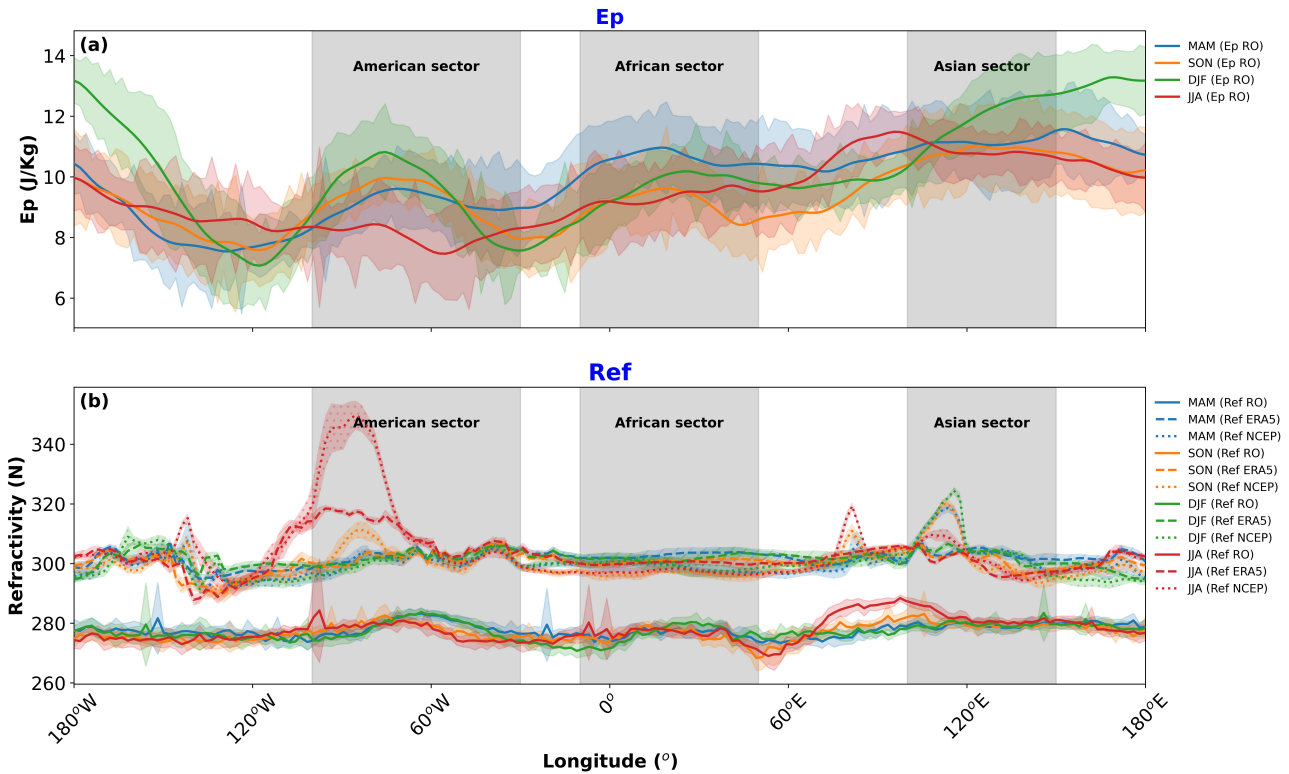 Ep
(a)
American sector
African sector
Asian sector
14
12
10
8
6
Ep (J/Kg)
MAM (Ep RO)
SON (Ep RO)
DJF (Ep RO)
JJA (Ep RO)
Ref
(b)
American sector
African sector
Asian sector
340
320
300
280
260
Refractivity (N)
MAM (Ref RO)
MAM (Ref ERA5)
MAM (Ref NCEP)
SON (Ref RO)
SON (Ref ERA5)
SON (Ref NCEP)
DJF (Ref RO)
DJF (Ref ERA5)
DJF (Ref NCEP)
JJA (Ref RO)
JJA (Ref ERA5)
JJA (Ref NCEP)
180°W
120°W
60°W
0°
60°E
120°E
180°E
Longitude (°)